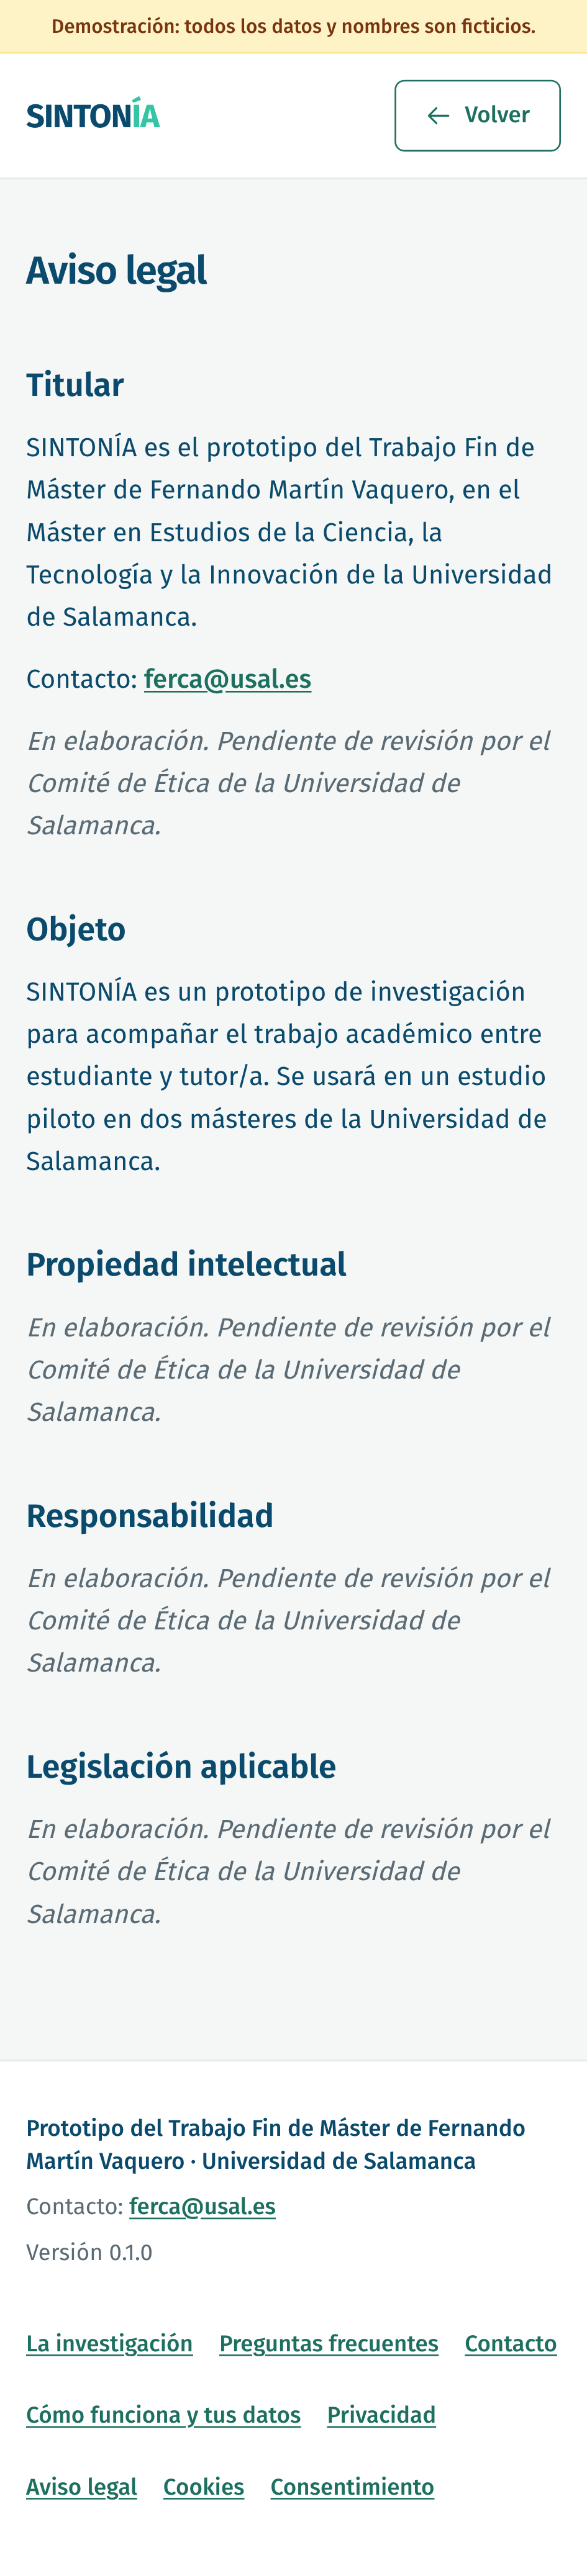 Demostración: todos los datos y nombres son ficticios.
SINTONÍA
← Volver
Aviso legal
Titular
SINTONÍA es el prototipo del Trabajo Fin de
Máster de Fernando Martín Vaquero, en el
Máster en Estudios de la Ciencia, la
Tecnología y la Innovación de la Universidad
de Salamanca.
Contacto: ferca@usal.es
En elaboración. Pendiente de revisión por el
Comité de Ética de la Universidad de
Salamanca.
Objeto
SINTONÍA es un prototipo de investigación
para acompañar el trabajo académico entre
estudiante y tutor/a. Se usará en un estudio
piloto en dos másteres de la Universidad de
Salamanca.
Propiedad intelectual
En elaboración. Pendiente de revisión por el
Comité de Ética de la Universidad de
Salamanca.
Responsabilidad
En elaboración. Pendiente de revisión por el
Comité de Ética de la Universidad de
Salamanca.
Legislación aplicable
En elaboración. Pendiente de revisión por el
Comité de Ética de la Universidad de
Salamanca.
Prototipo del Trabajo Fin de Máster de Fernando
Martín Vaquero · Universidad de Salamanca
Contacto: ferca@usal.es
Versión 0.1.0
La investigación Preguntas frecuentes Contacto
Cómo funciona y tus datos Privacidad
Aviso legal Cookies Consentimiento